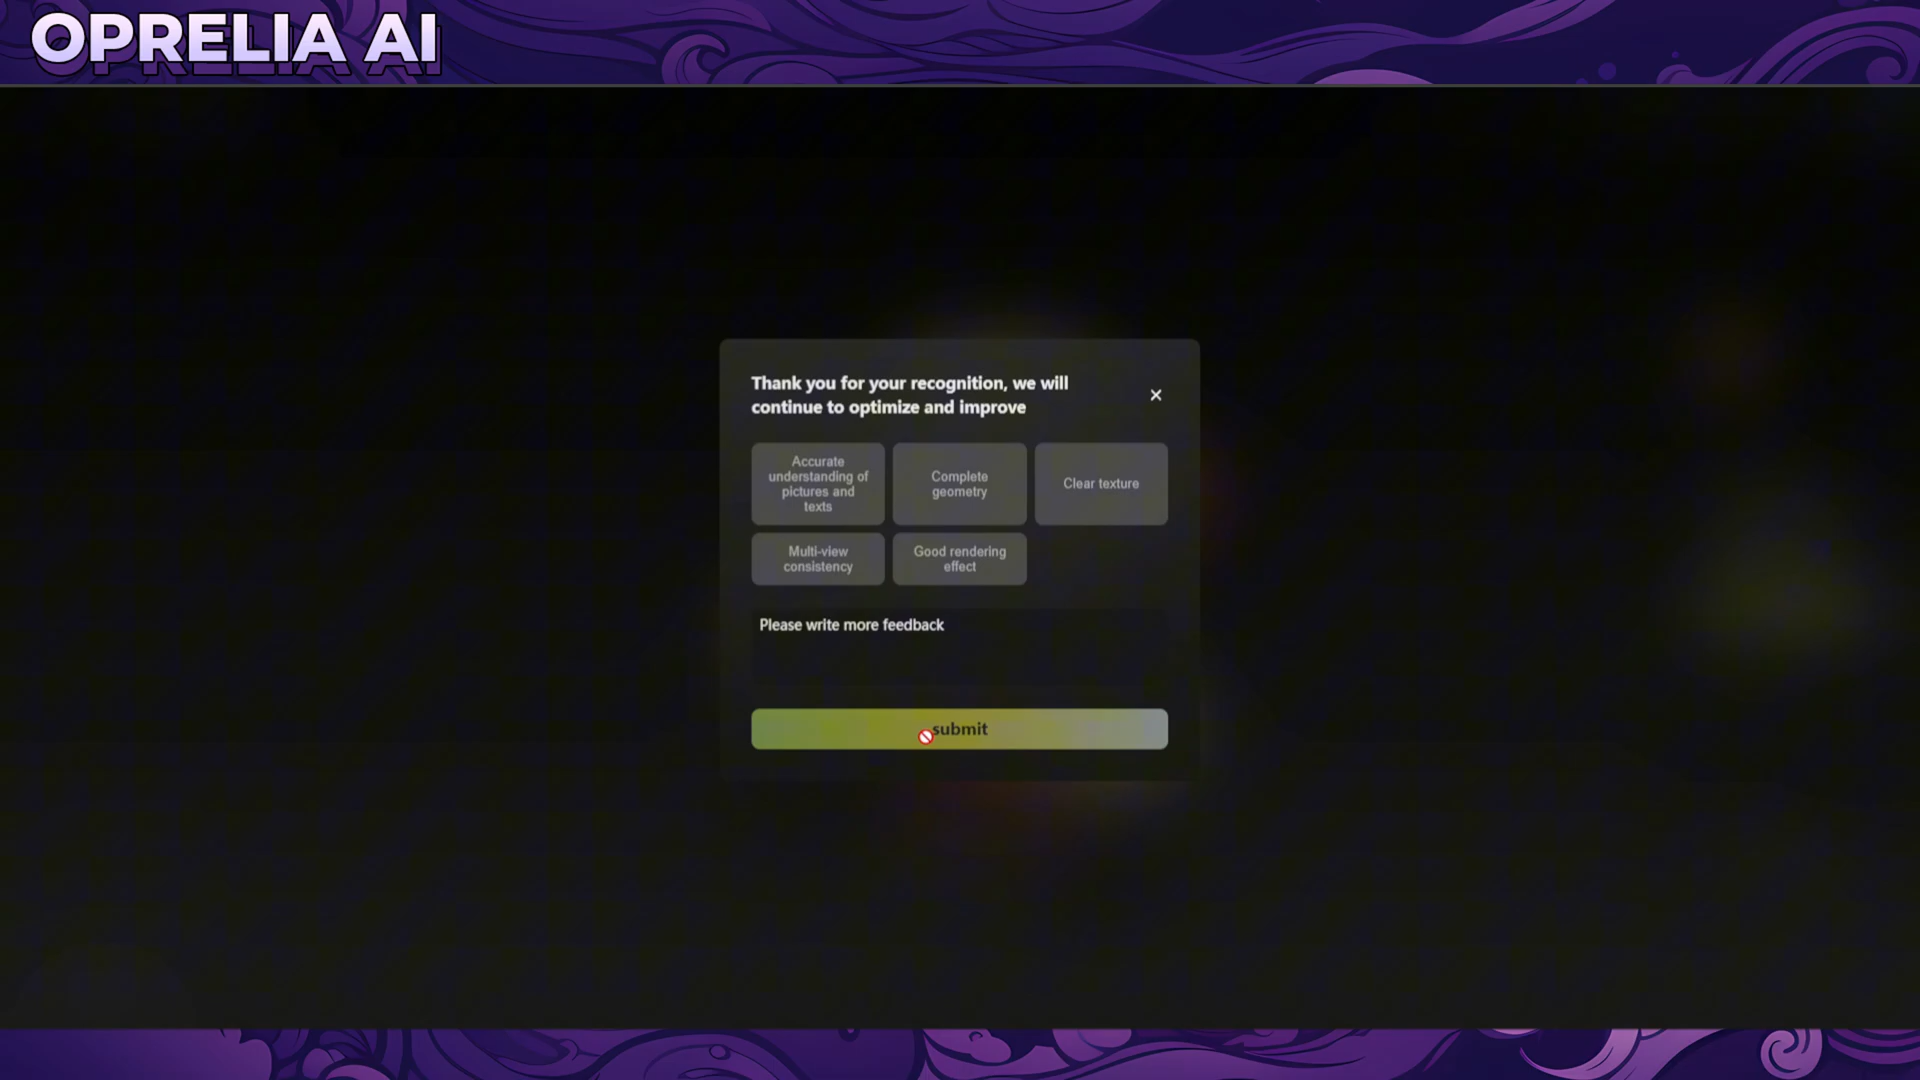 OPRELIA AI
Thank you for your recognition, we will
continue to optimize and improve
×
Accurate
understanding of
pictures and
texts
Complete
geometry
Clear texture
Multi-view
consistency
Good rendering
effect
Please write more feedback
submit